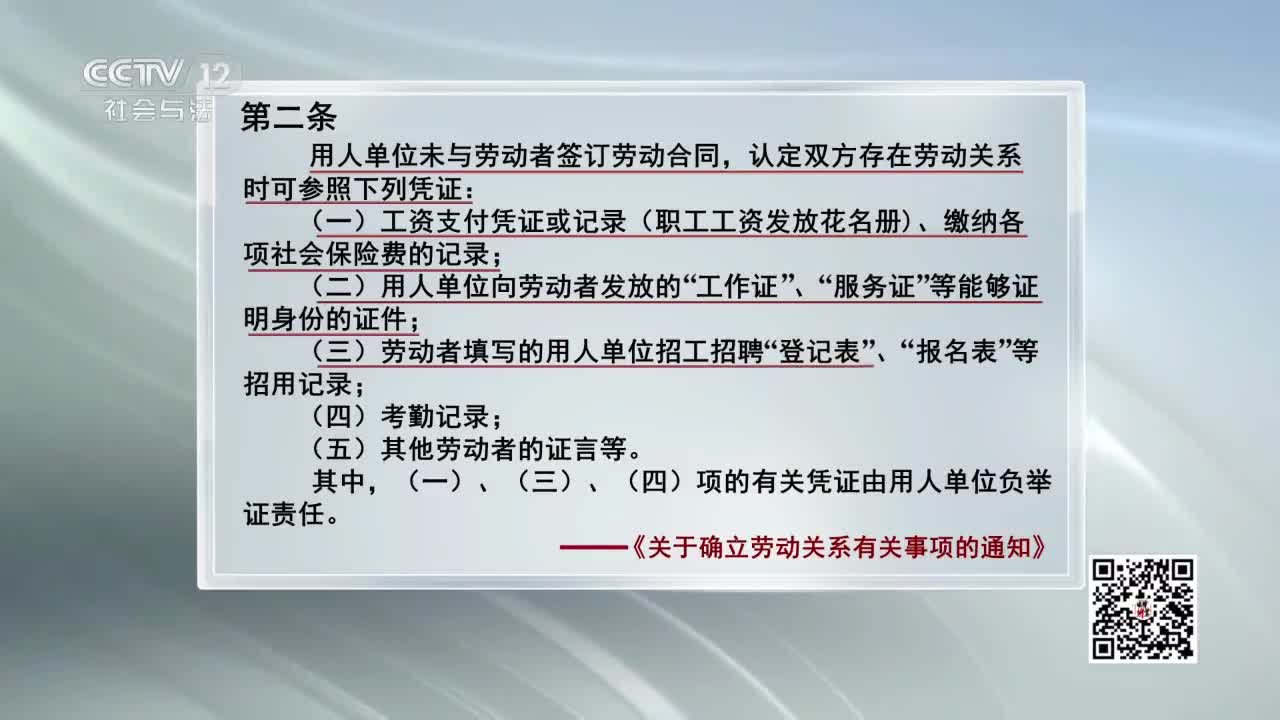 CCTV 12
社会与法
第二条
用人单位未与劳动者签订劳动合同，认定双方存在劳动关系
时可参照下列凭证：
（一）工资支付凭证或记录（职工工资发放花名册）、缴纳各
项社会保险费的记录；
（二）用人单位向劳动者发放的“工作证”、“服务证”等能够证
明身份的证件；
（三）劳动者填写的用人单位招工招聘“登记表”、“报名表”等
招用记录；
（四）考勤记录；
（五）其他劳动者的证言等。
其中，（一）、（三）、（四）项的有关凭证由用人单位负举
证责任。
——《关于确立劳动关系有关事项的通知》